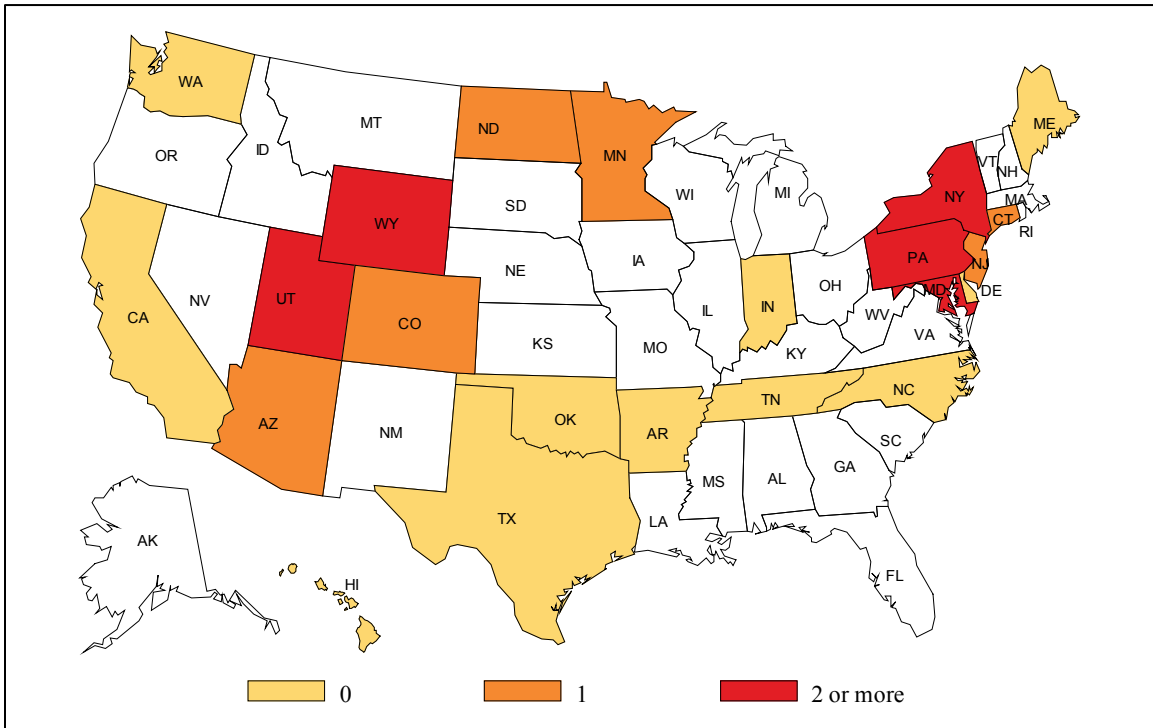 WA
ME
MT
ND
VT
OR
ID
MN
NH
WI
MI
NY
MA
SD
CT
RI
WY
PA
IA
NE
NJ
OH
MD
DE
NV
UT
IN
IL
CA
CO
WV
VA
KS
MO
KY
TN
NC
AZ
OK
NM
AR
SC
MS
AL
GA
TX
LA
AK
FL
HI
0
1
2 or more